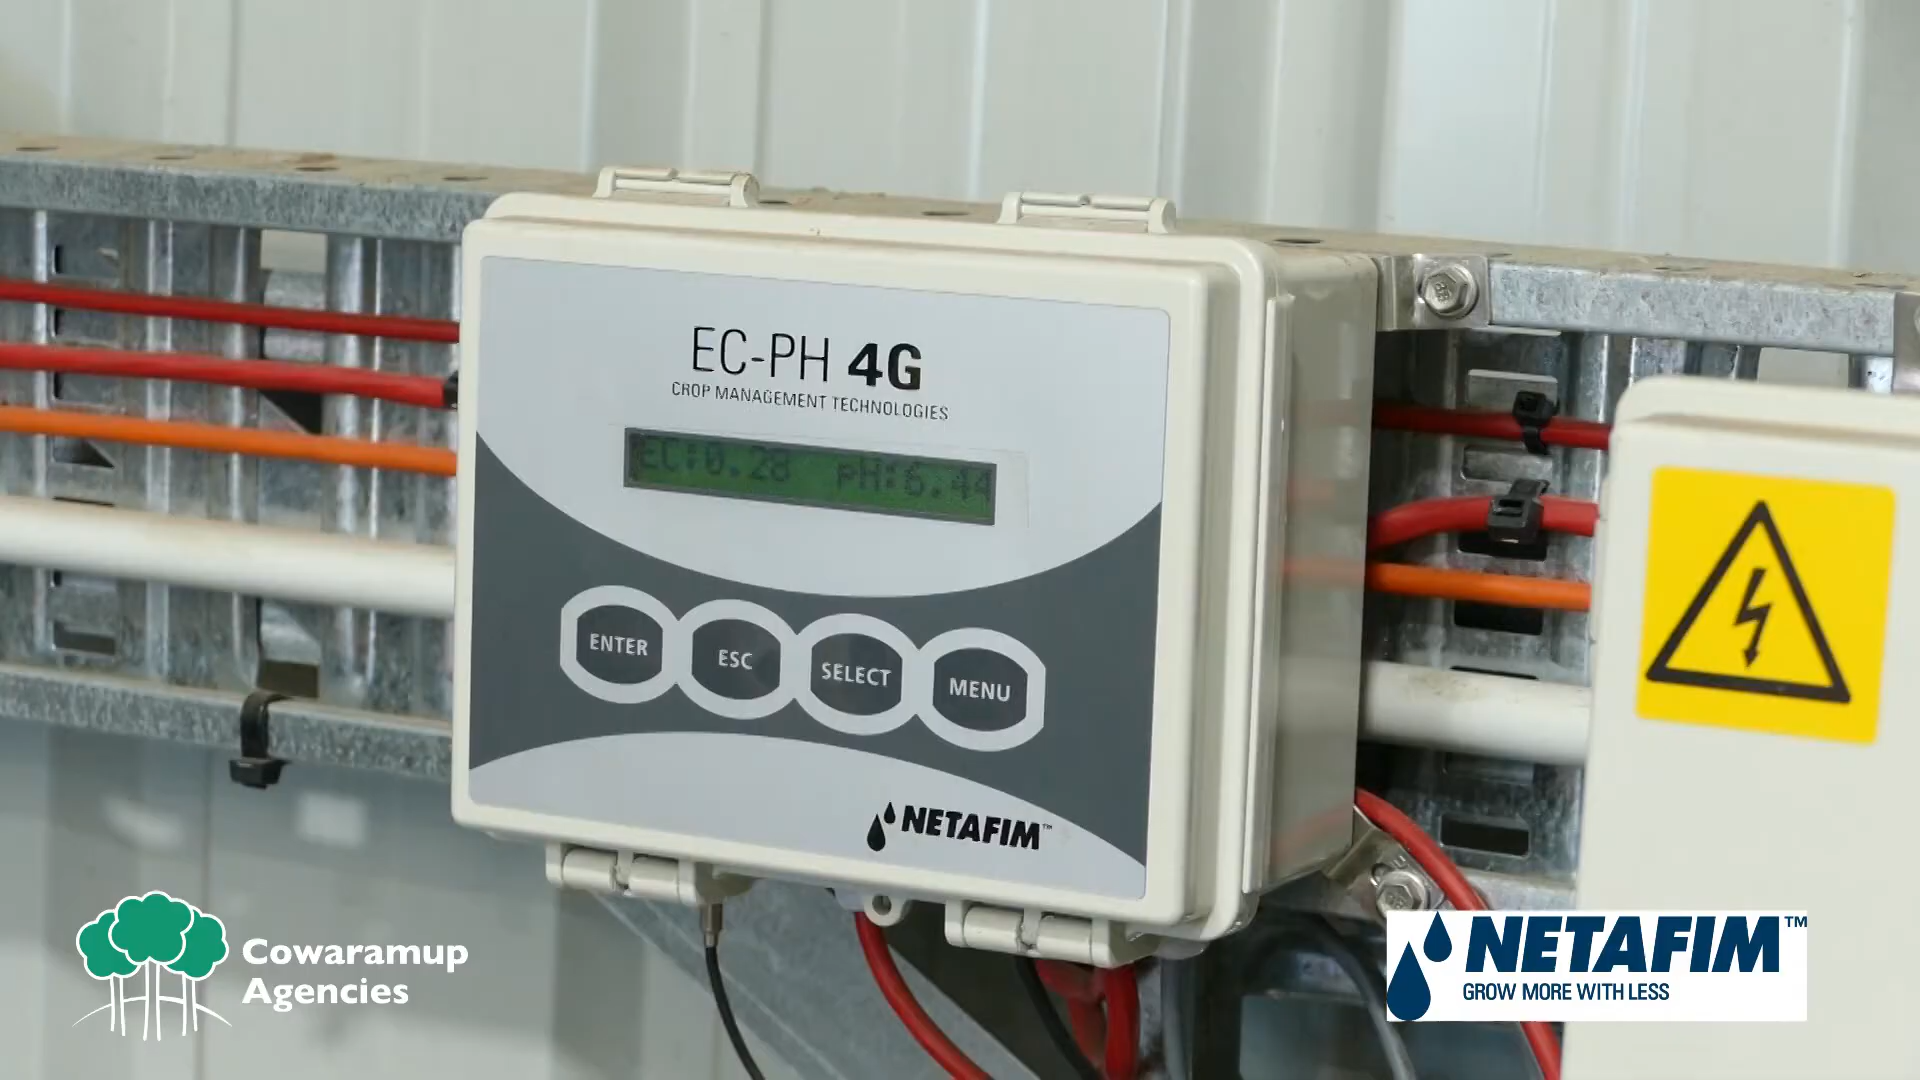 EC-PH 4G
CROP MANAGEMENT TECHNOLOGIES
EC:0.28 pH:6.44
ENTER
ESC
SELECT
MENU
NETAFIM™
Cowaramup
Agencies
NETAFIM™
GROW MORE WITH LESS